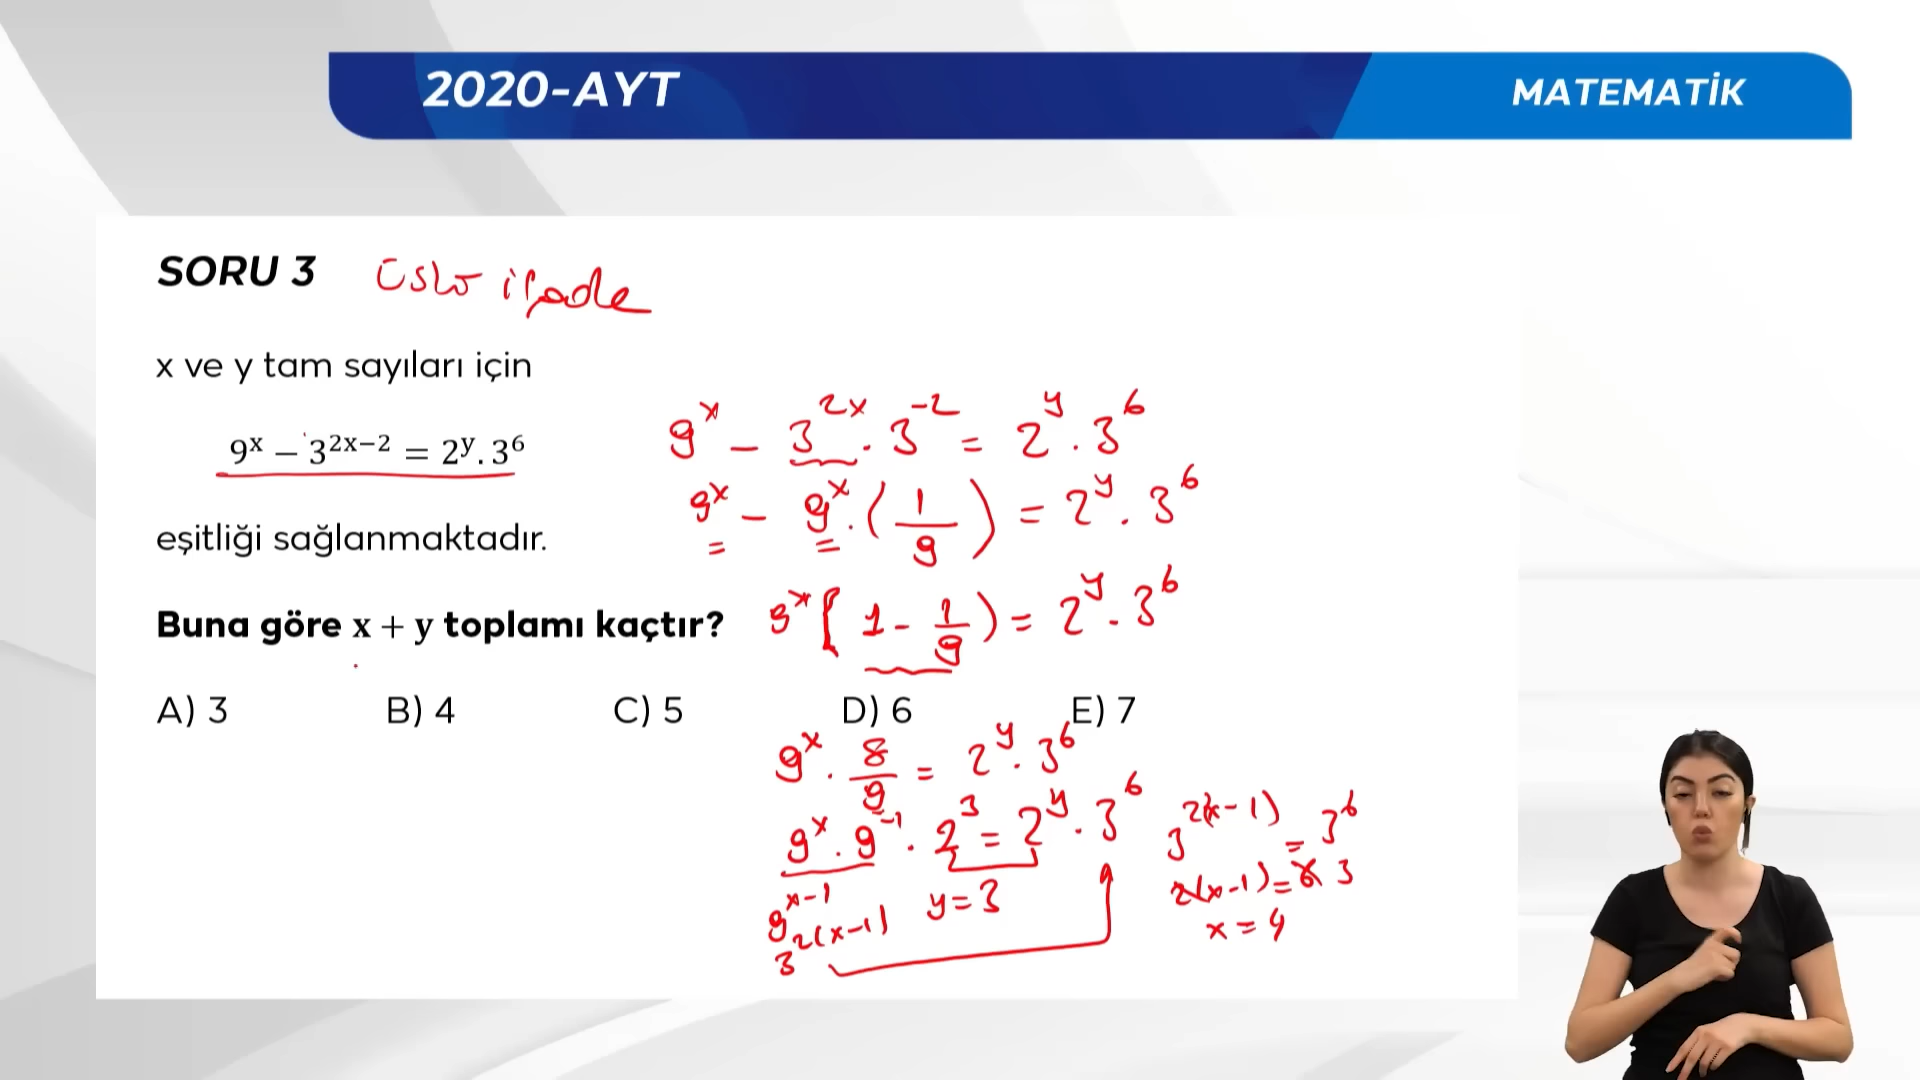 2020-AYT
MATEMATİK
SORU 3 üslü ifade
x ve y tam sayıları için
9ˣ − 3²ˣ⁻² = 2ʸ . 3⁶
eşitliği sağlanmaktadır.
Buna göre x + y toplamı kaçtır?
A) 3 B) 4 C) 5 D) 6 E) 7
9ˣ − 3²ˣ . 3⁻² = 2ʸ . 3⁶
9ˣ − 9ˣ . (1/9) = 2ʸ . 3⁶
9ˣ (1 − 1/9) = 2ʸ . 3⁶
9ˣ . 8/9 = 2ʸ . 3⁶
9ˣ . 9⁻¹ . 2³ = 2ʸ . 3⁶
9ˣ⁻¹ y = 3
3²⁽ˣ⁻¹⁾
3²⁽ˣ⁻¹⁾ = 3⁶
2(x−1) = 6 3
x = 4